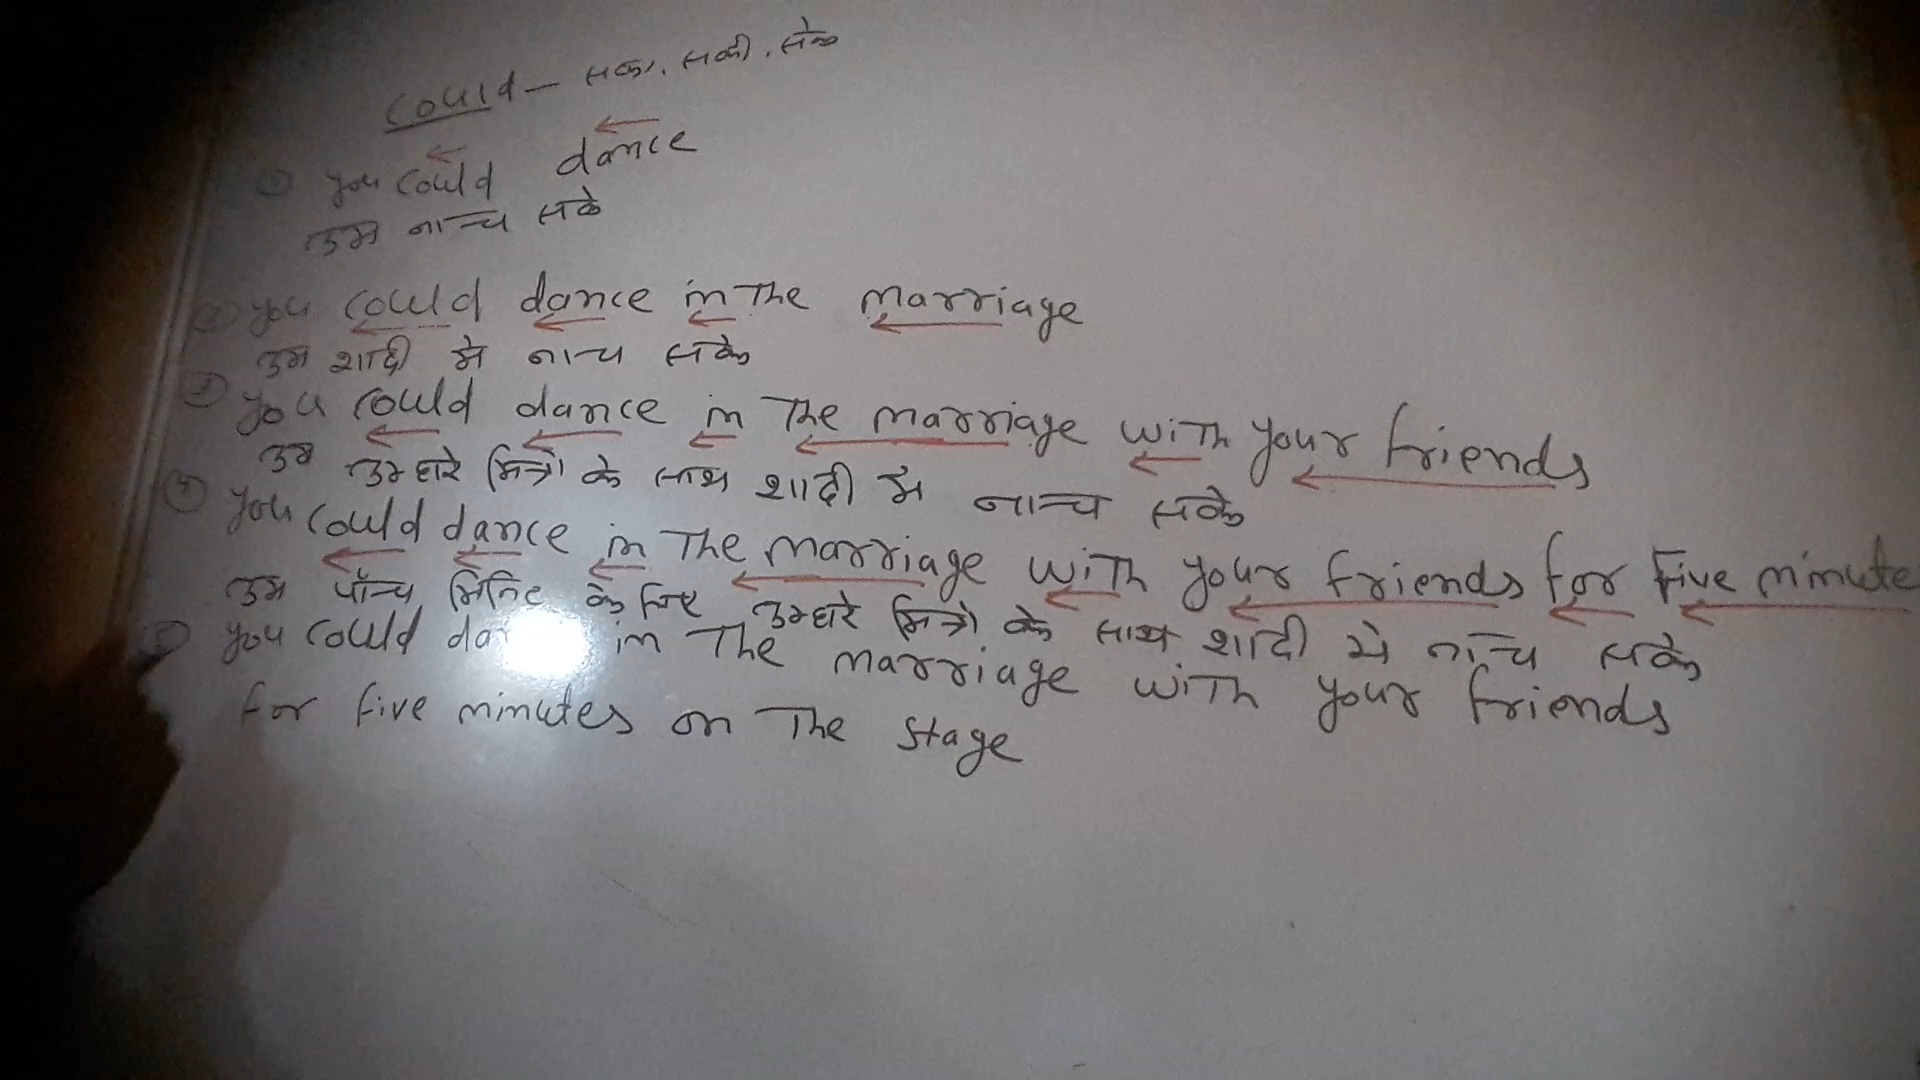 Could – सका, सकी, सके
① you could dance
तुम नाच सके
② you could dance in The marriage
तुम शादी मे नाच सके
③ you could dance in The marriage with your friends
तुम तुम्हारे मित्रो के साथ शादी मे नाच सके
④ you could dance in The marriage with your friends for five minute
तुम पाँच मिनिट के लिए तुम्हारे मित्रो के साथ शादी मे नाच सके
⑤ you could in The marriage with your friends
for five minutes on The stage